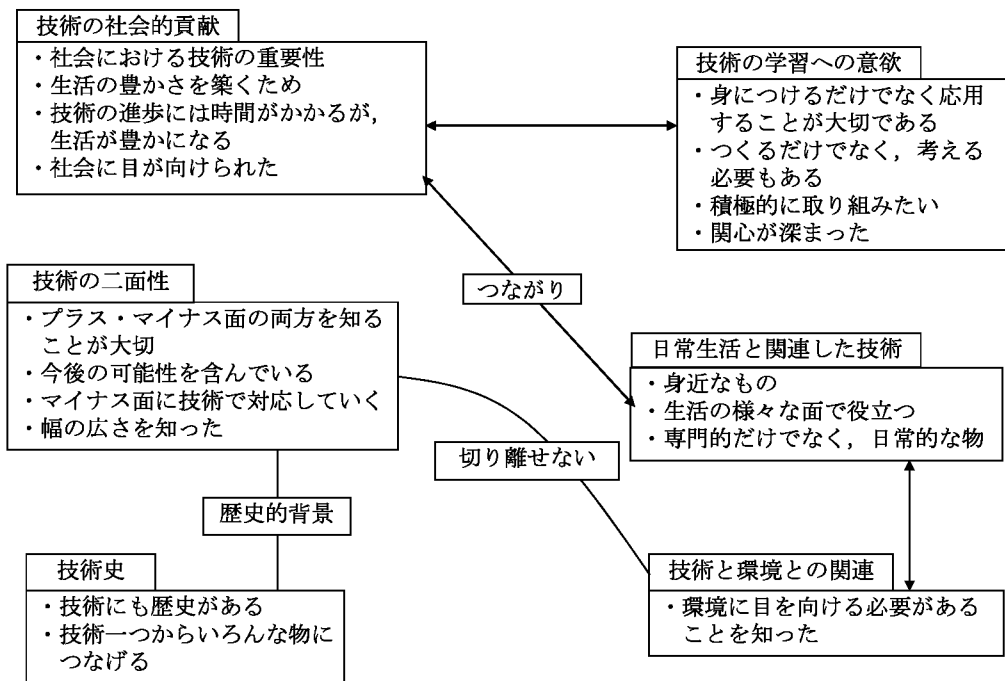 技術の社会的貢献
・社会における技術の重要性
・生活の豊かさを築くため
・技術の進歩には時間がかかるが，
生活が豊かになる
・社会に目が向けられた
技術の学習への意欲
・身につけるだけでなく応用
することが大切である
・つくるだけでなく，考える
必要もある
・積極的に取り組みたい
・関心が深まった
つながり
技術の二面性
・プラス・マイナス面の両方を知る
ことが大切
・今後の可能性を含んでいる
・マイナス面に技術で対応していく
・幅の広さを知った
日常生活と関連した技術
・身近なもの
・生活の様々な面で役立つ
・専門的だけでなく，日常的な物
切り離せない
歴史的背景
技術史
・技術にも歴史がある
・技術一つからいろんな物に
つなげる
技術と環境との関連
・環境に目を向ける必要がある
ことを知った